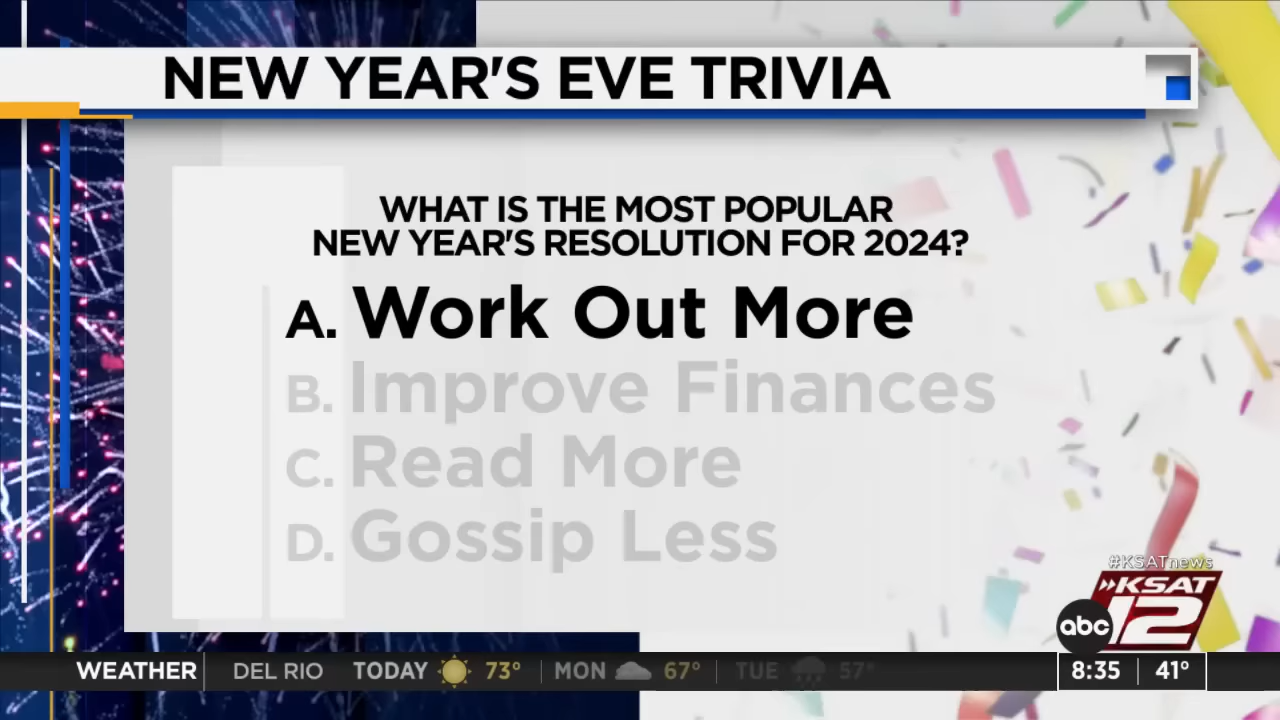 NEW YEAR'S EVE TRIVIA
WHAT IS THE MOST POPULAR
NEW YEAR'S RESOLUTION FOR 2024?
A. Work Out More
B. Improve Finances
C. Read More
D. Gossip Less
#KSATnews
KSAT
abc 12
WEATHER DEL RIO TODAY 73° MON 67° TUE 57° 8:35 41°